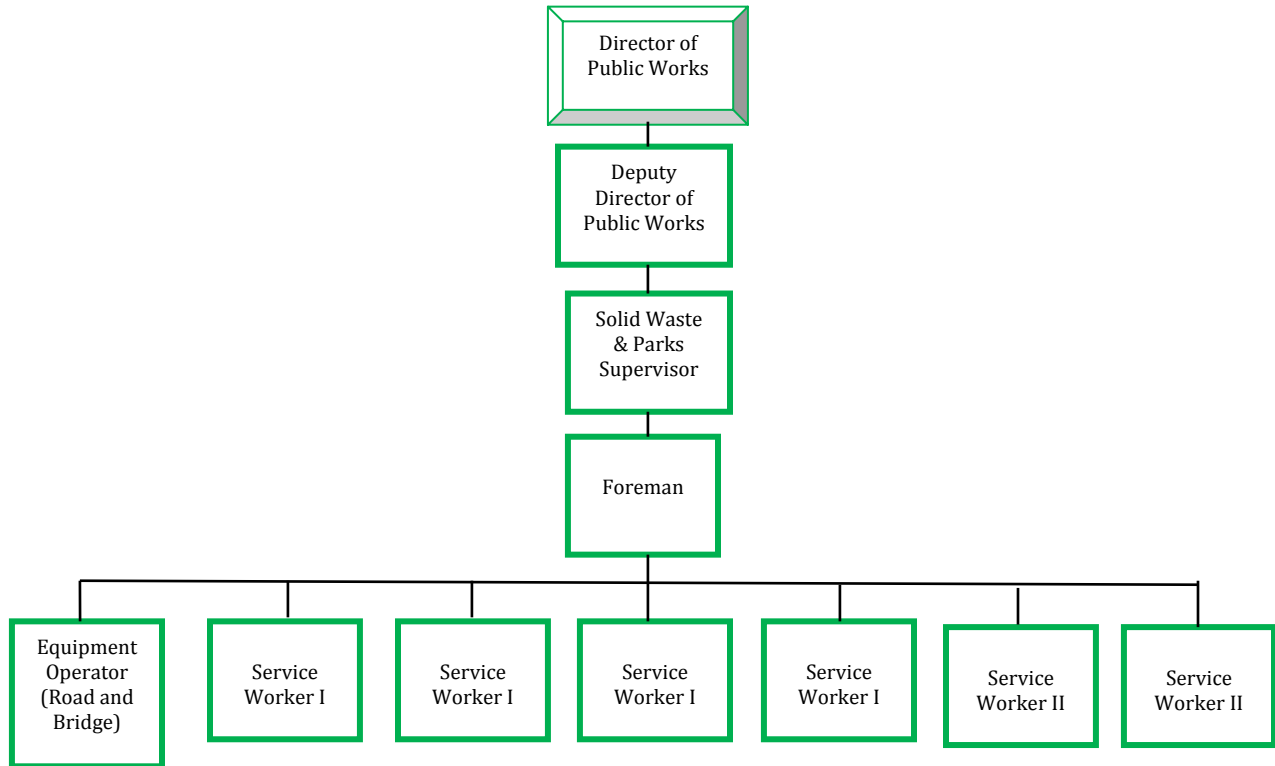 Director of
Public Works
Deputy
Director of
Public Works
Solid Waste
& Parks
Supervisor
Foreman
Equipment
Operator
(Road and
Bridge)
Service
Worker I
Service
Worker I
Service
Worker I
Service
Worker I
Service
Worker II
Service
Worker II